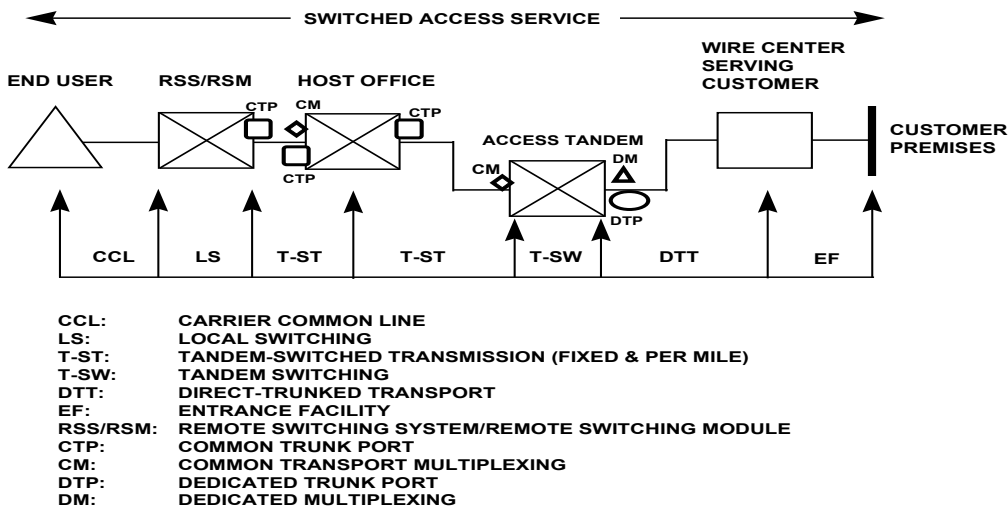 SWITCHED ACCESS SERVICE
WIRE CENTER
SERVING
CUSTOMER
END USER
RSS/RSM
HOST OFFICE
CTP
CM
CTP
CTP
ACCESS TANDEM
CM
DM
DTP
CUSTOMER
PREMISES
CCL
LS
T-ST
T-ST
T-SW
DTT
EF
CCL: CARRIER COMMON LINE
LS: LOCAL SWITCHING
T-ST: TANDEM-SWITCHED TRANSMISSION (FIXED & PER MILE)
T-SW: TANDEM SWITCHING
DTT: DIRECT-TRUNKED TRANSPORT
EF: ENTRANCE FACILITY
RSS/RSM: REMOTE SWITCHING SYSTEM/REMOTE SWITCHING MODULE
CTP: COMMON TRUNK PORT
CM: COMMON TRANSPORT MULTIPLEXING
DTP: DEDICATED TRUNK PORT
DM: DEDICATED MULTIPLEXING